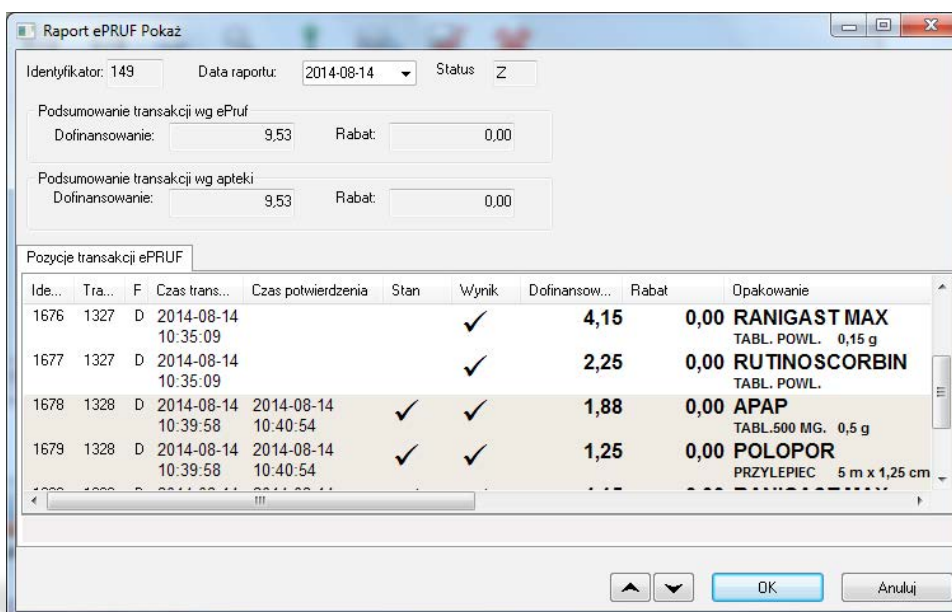 Raport ePRUF Pokaż
Identyfikator: 149 Data raportu: 2014-08-14 Status Z
Podsumowanie transakcji wg ePruf
Dofinansowanie: 9,53 Rabat: 0,00
Podsumowanie transakcji wg apteki
Dofinansowanie: 9,53 Rabat: 0,00
Pozycje transakcji ePRUF
Ide... Tra... F Czas trans... Czas potwierdzenia Stan Wynik Dofinansow... Rabat Opakowanie
1676 1327 D 2014-08-14 4,15 0,00 RANIGAST MAX
10:35:09 TABL. POWL. 0,15 g
1677 1327 D 2014-08-14 2,25 0,00 RUTINOSCORBIN
10:35:09 TABL. POWL.
1678 1328 D 2014-08-14 2014-08-14 1,88 0,00 APAP
10:39:58 10:40:54 TABL.500 MG. 0,5 g
1679 1328 D 2014-08-14 2014-08-14 1,25 0,00 POLOPOR
10:39:58 10:40:54 PRZYLEPIEC 5 m x 1,25 cm
OK Anuluj